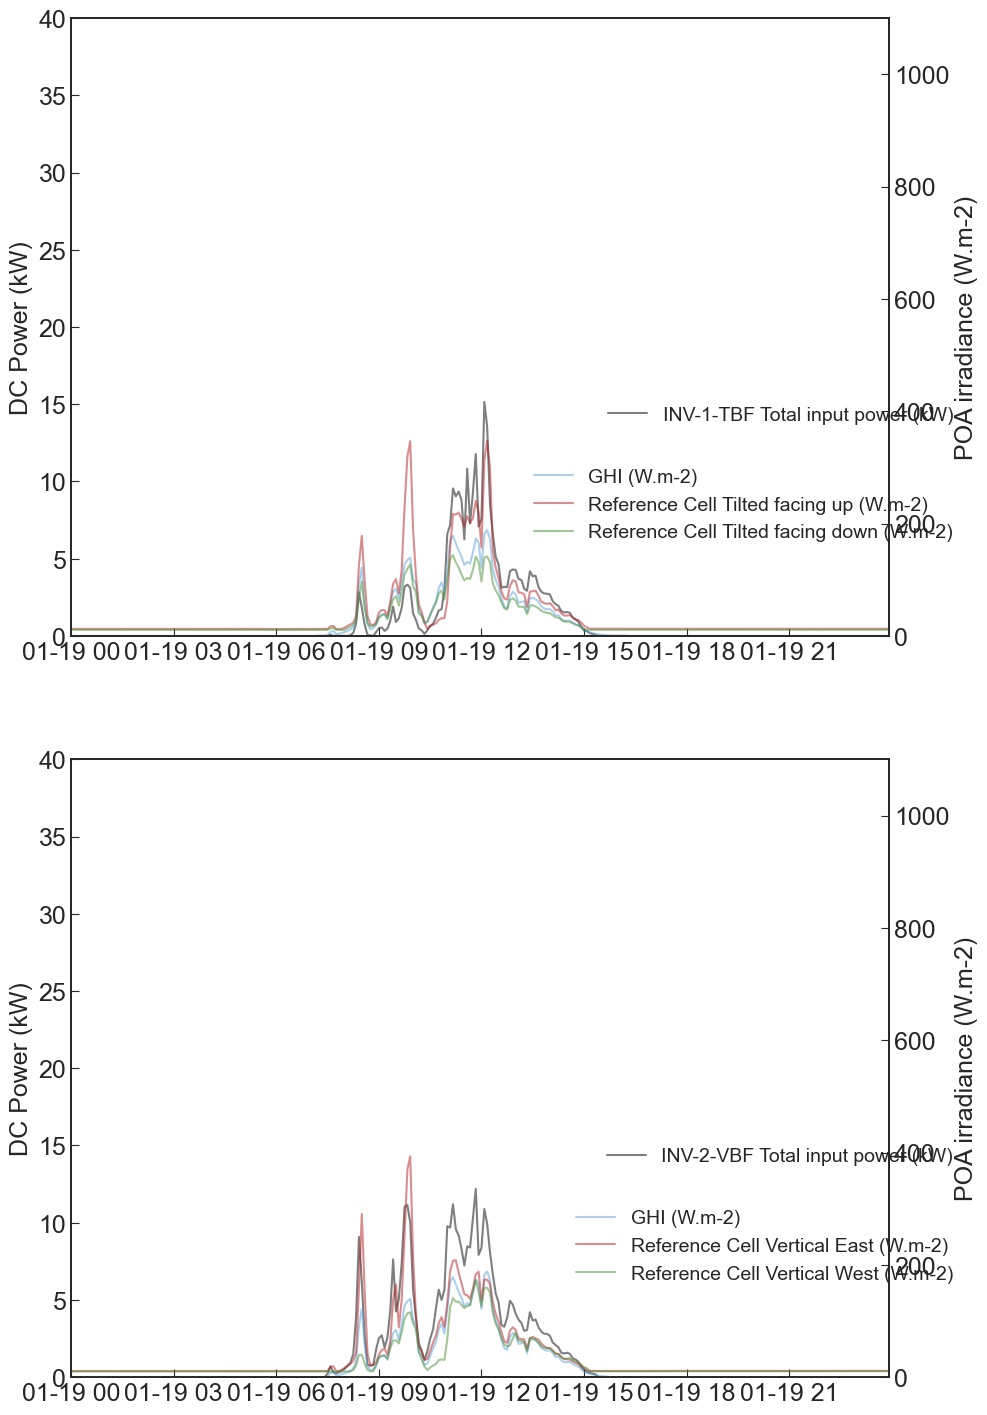 40
35
30
25
20
15
10
5
0
DC Power (kW)
1000
800
600
400
200
0
POA irradiance (W.m-2)
INV-1-TBF Total input power (kW)
GHI (W.m-2)
Reference Cell Tilted facing up (W.m-2)
Reference Cell Tilted facing down (W.m-2)
01-19 00 01-19 03 01-19 06 01-19 09 01-19 12 01-19 15 01-19 18 01-19 21
40
35
30
25
20
15
10
5
0
DC Power (kW)
1000
800
600
400
200
0
POA irradiance (W.m-2)
INV-2-VBF Total input power (kW)
GHI (W.m-2)
Reference Cell Vertical East (W.m-2)
Reference Cell Vertical West (W.m-2)
01-19 00 01-19 03 01-19 06 01-19 09 01-19 12 01-19 15 01-19 18 01-19 21